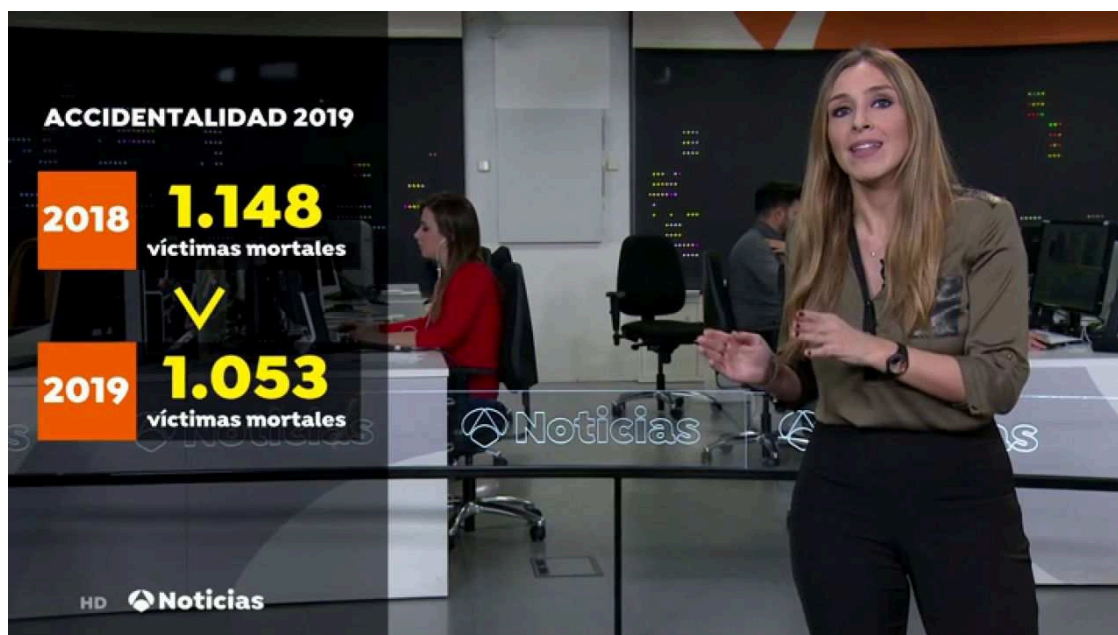 ACCIDENTALIDAD 2019
2018
1.148
víctimas mortales
2019
1.053
víctimas mortales
Noticias
Noticias
HD Noticias